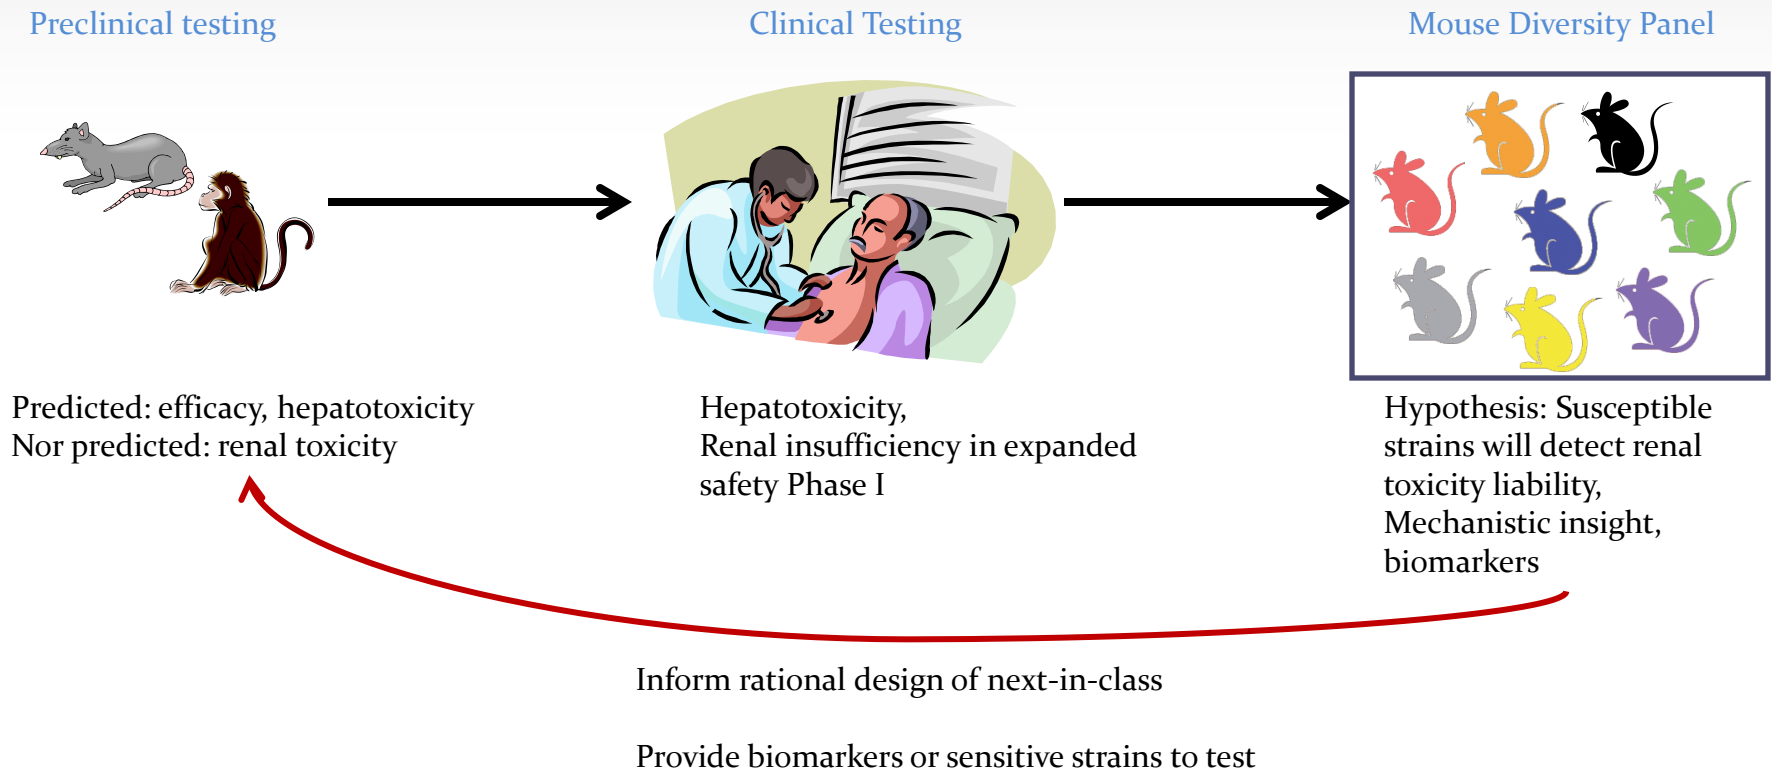 Preclinical testing
Clinical Testing
Mouse Diversity Panel
Predicted: efficacy, hepatotoxicity
Nor predicted: renal toxicity
Hepatotoxicity,
Renal insufficiency in expanded
safety Phase I
Hypothesis: Susceptible
strains will detect renal
toxicity liability,
Mechanistic insight,
biomarkers
Inform rational design of next-in-class
Provide biomarkers or sensitive strains to test